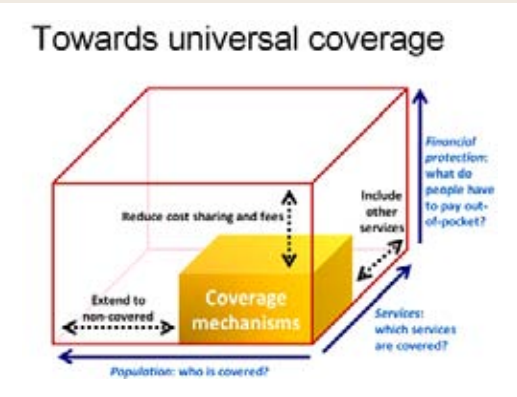 Towards universal coverage
Financial
protection:
what do
people have
to pay out-
of-pocket?
Include
other
services
Reduce cost sharing and fees
Extend to
non-covered
Coverage
mechanisms
Services:
which services
are covered?
Population: who is covered?